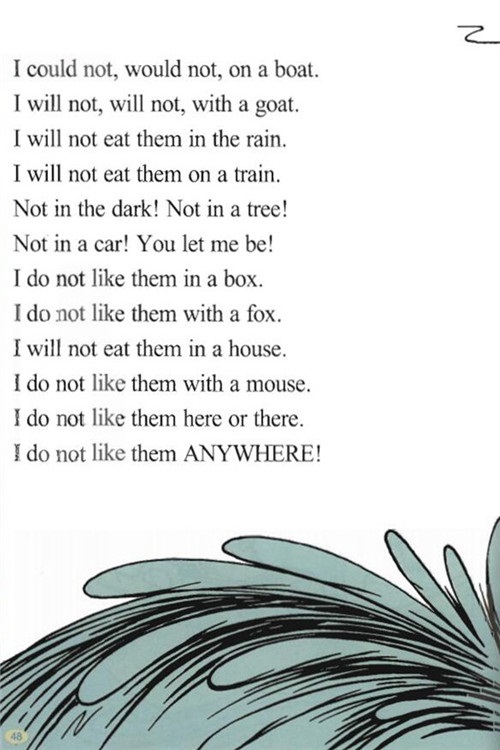 I could not, would not, on a boat.
I will not, will not, with a goat.
I will not eat them in the rain.
I will not eat them on a train.
Not in the dark! Not in a tree!
Not in a car! You let me be!
I do not like them in a box.
I do not like them with a fox.
I will not eat them in a house.
I do not like them with a mouse.
I do not like them here or there.
I do not like them ANYWHERE!
48